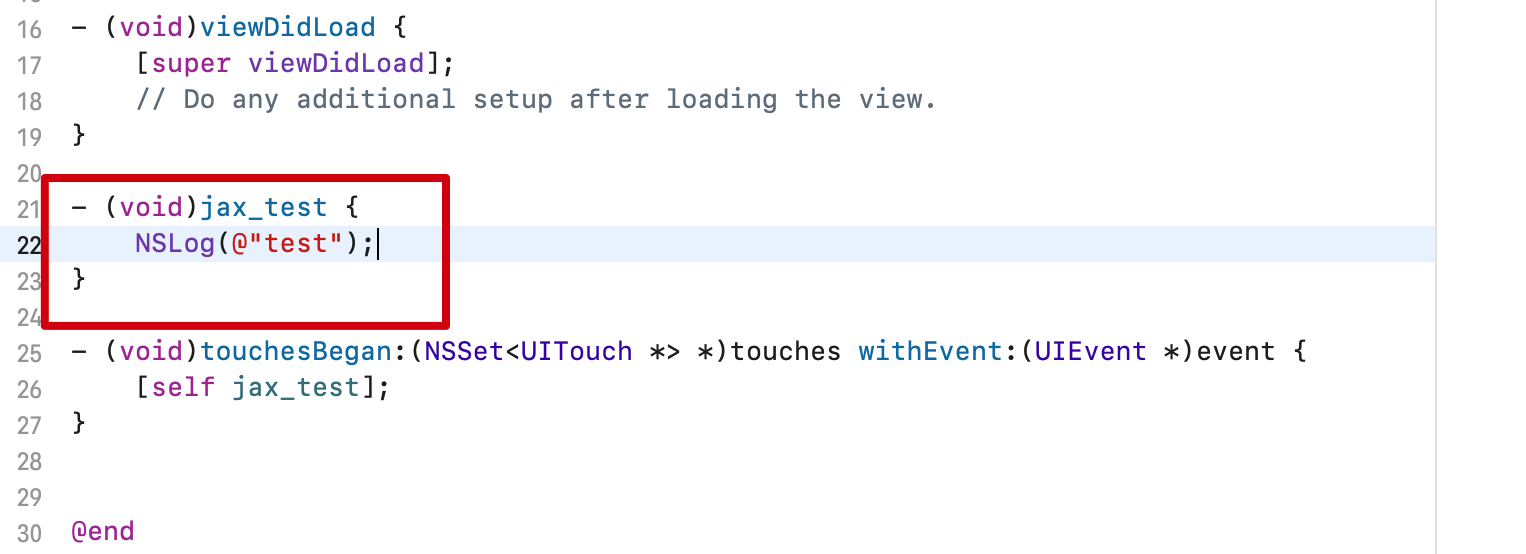 16 - (void)viewDidLoad {
17     [super viewDidLoad];
18     // Do any additional setup after loading the view.
19 }
20
21 - (void)jax_test {
22     NSLog(@"test");
23 }
24
25 - (void)touchesBegan:(NSSet<UITouch *> *)touches withEvent:(UIEvent *)event {
26     [self jax_test];
27 }
28
29
30 @end